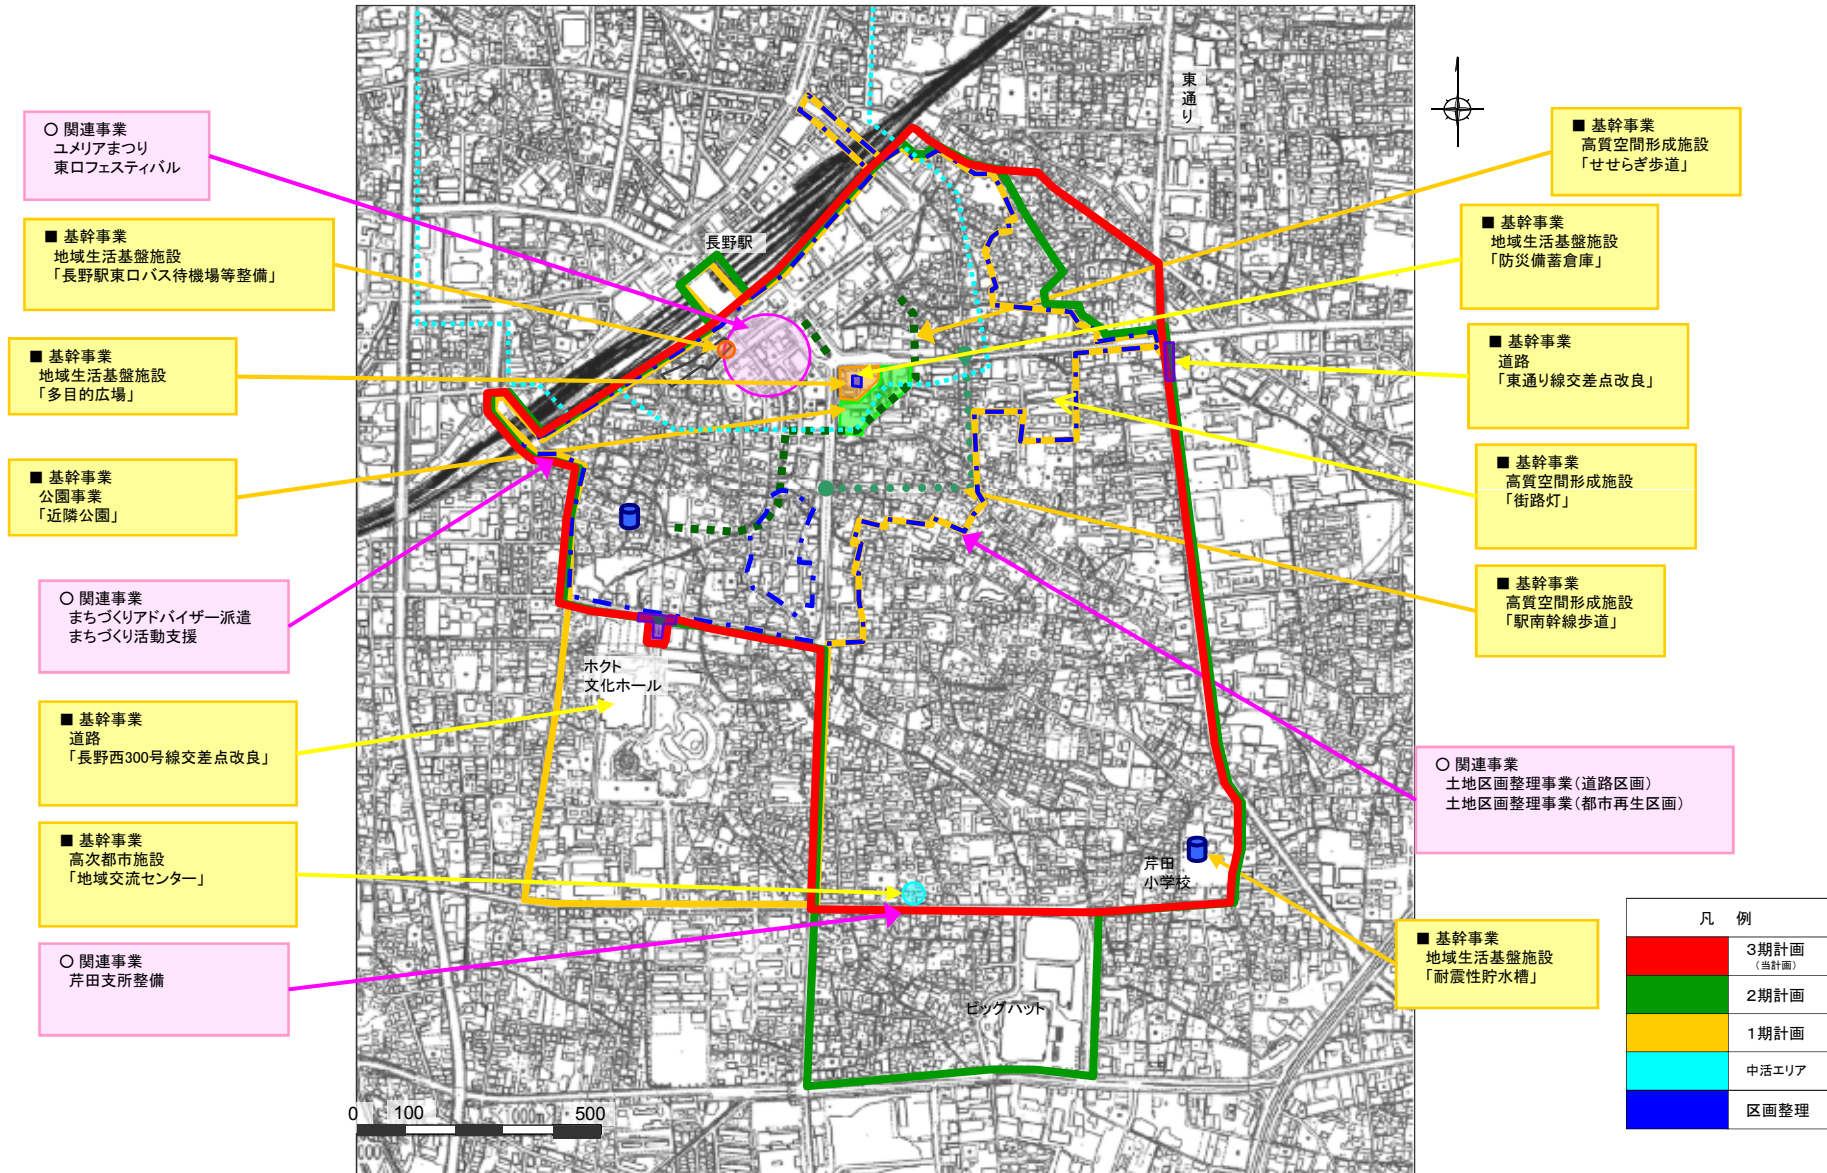 ○ 関連事業
ユメリアまつり
東口フェスティバル
■ 基幹事業
地域生活基盤施設
「長野駅東口バス待機場等整備」
■ 基幹事業
地域生活基盤施設
「多目的広場」
■ 基幹事業
公園事業
「近隣公園」
○ 関連事業
まちづくりアドバイザー派遣
まちづくり活動支援
■ 基幹事業
道路
「長野西300号線交差点改良」
■ 基幹事業
高次都市施設
「地域交流センター」
○ 関連事業
芹田支所整備
東通り
長野駅
ホクト
文化ホール
芹田
小学校
ビッグハット
0 100 500
■ 基幹事業
高質空間形成施設
「せせらぎ歩道」
■ 基幹事業
地域生活基盤施設
「防災備蓄倉庫」
■ 基幹事業
道路
「東通り線交差点改良」
■ 基幹事業
高質空間形成施設
「街路灯」
■ 基幹事業
高質空間形成施設
「駅南幹線歩道」
○ 関連事業
土地区画整理事業(道路区画)
土地区画整理事業(都市再生区画)
■ 基幹事業
地域生活基盤施設
「耐震性貯水槽」
凡 例
3期計画
(当計画)
2期計画
1期計画
中活エリア
区画整理